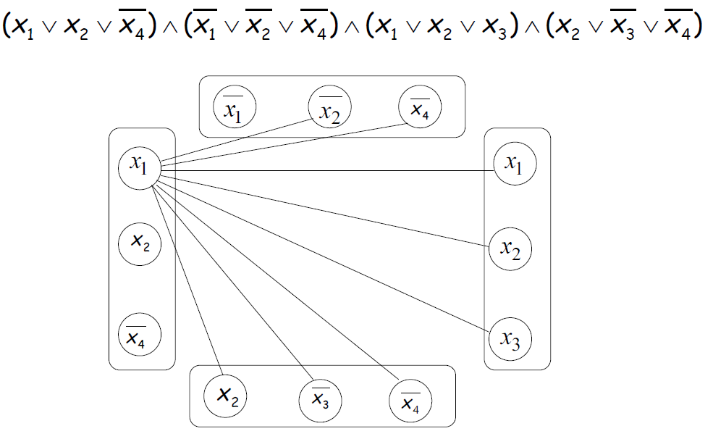 (x₁ ∨ x₂ ∨ x̅₄) ∧ (x̅₁ ∨ x̅₂ ∨ x̅₄) ∧ (x₁ ∨ x₂ ∨ x₃) ∧ (x₂ ∨ x̅₃ ∨ x̅₄)
x̅₁ x̅₂ x̅₄
x₁ x₁
x₂ x₂
x̅₄ x₃
x₂ x̅₃ x̅₄